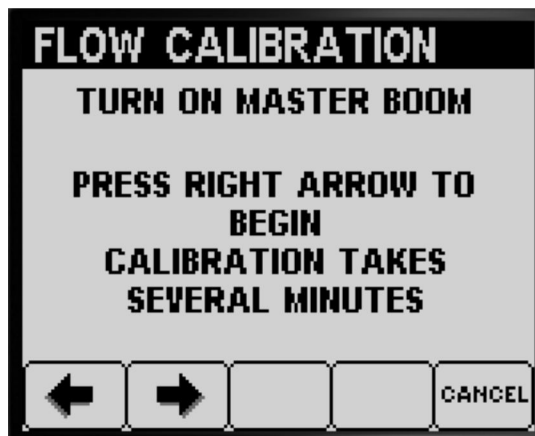 FLOW CALIBRATION
TURN ON MASTER BOOM
PRESS RIGHT ARROW TO
BEGIN
CALIBRATION TAKES
SEVERAL MINUTES
CANCEL